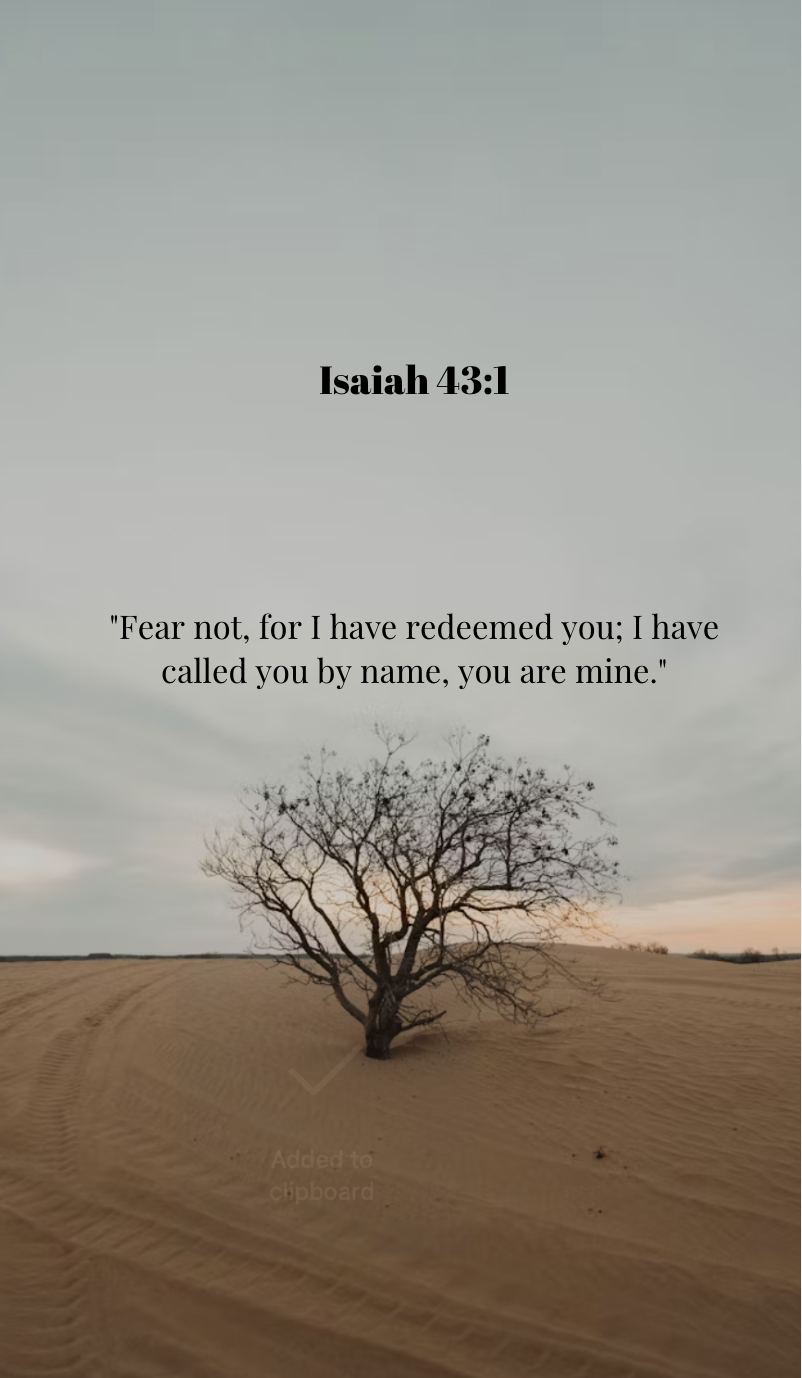 Isaiah 43:1
"Fear not, for I have redeemed you; I have
called you by name, you are mine."
Added to
clipboard